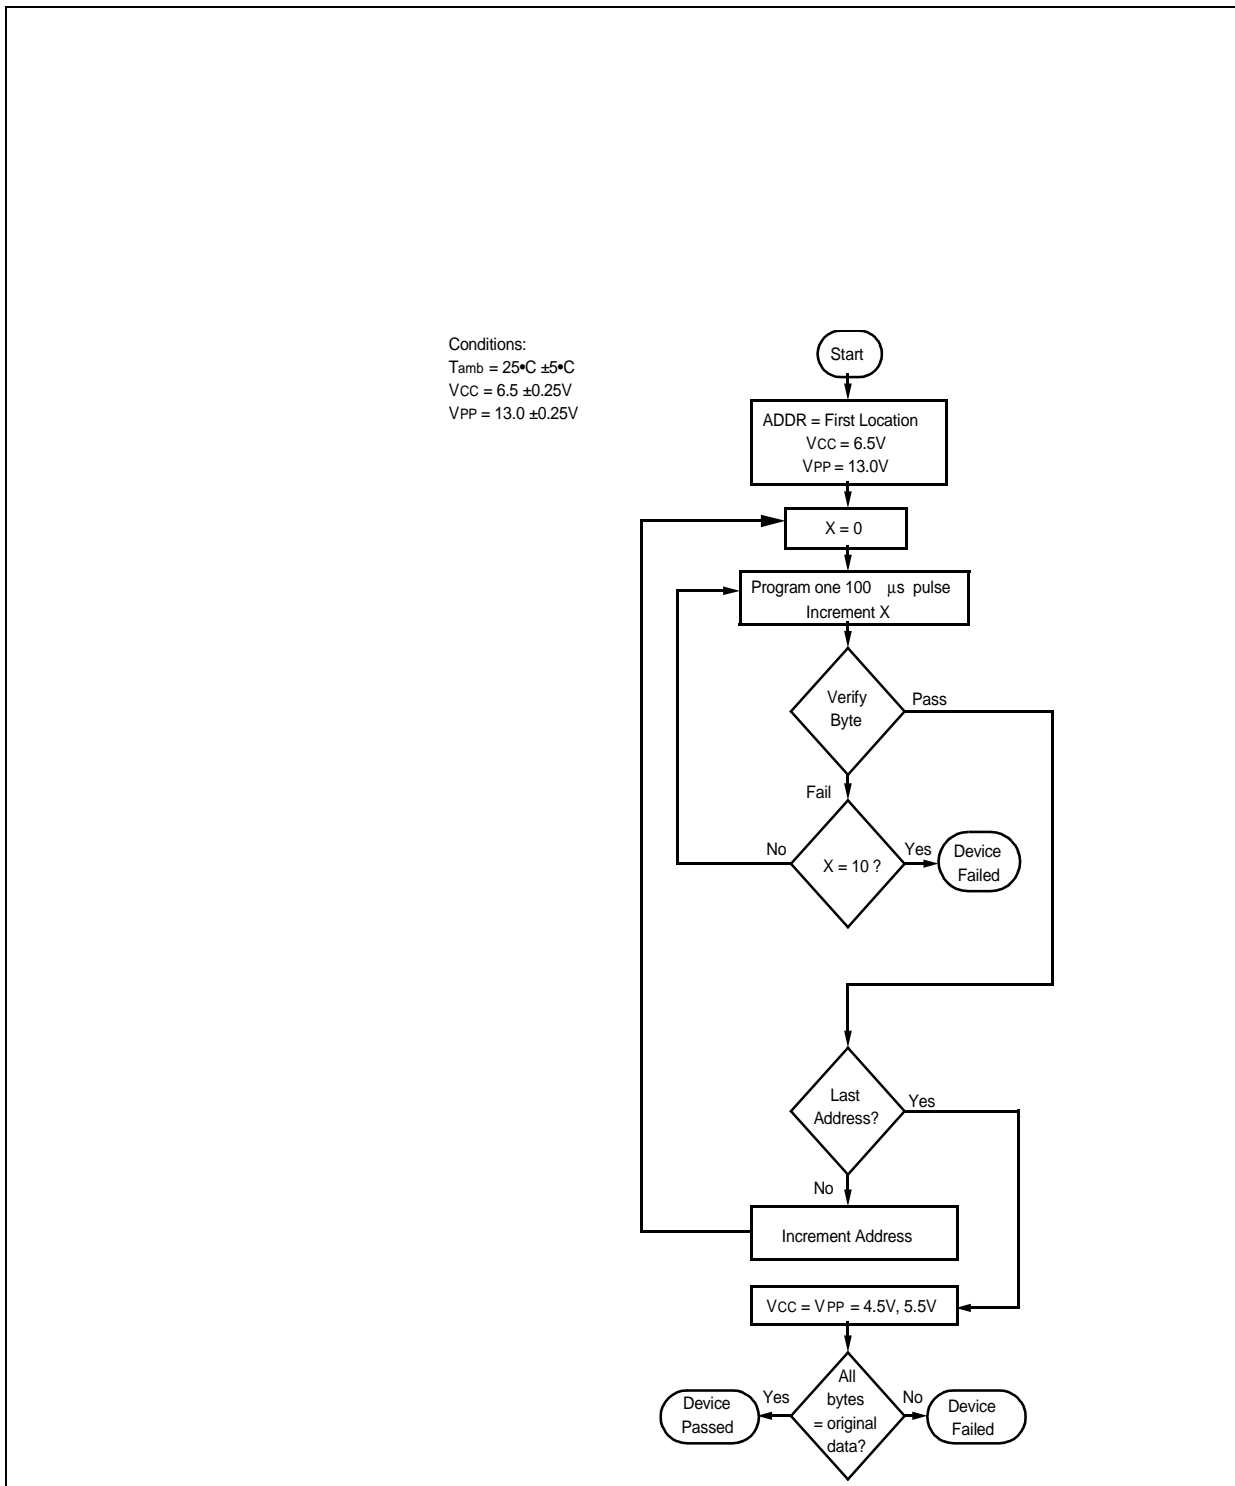 Conditions:
Tamb = 25•C ±5•C
VCC = 6.5 ±0.25V
VPP = 13.0 ±0.25V
Start
ADDR = First Location
VCC = 6.5V
VPP = 13.0V
X = 0
Program one 100 μs pulse
Increment X
Verify
Byte
Pass
Fail
No
X = 10 ?
Yes
Device
Failed
Last
Address?
Yes
No
Increment Address
VCC = VPP = 4.5V, 5.5V
Device
Passed
Yes
All
bytes
= original
data?
No
Device
Failed